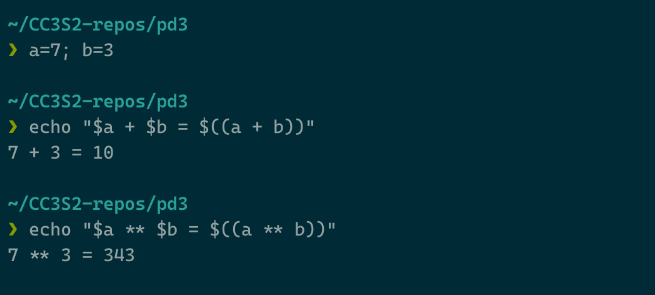 ~/CC3S2-repos/pd3
❯ a=7; b=3
~/CC3S2-repos/pd3
❯ echo "$a + $b = $((a + b))"
7 + 3 = 10
~/CC3S2-repos/pd3
❯ echo "$a ** $b = $((a ** b))"
7 ** 3 = 343